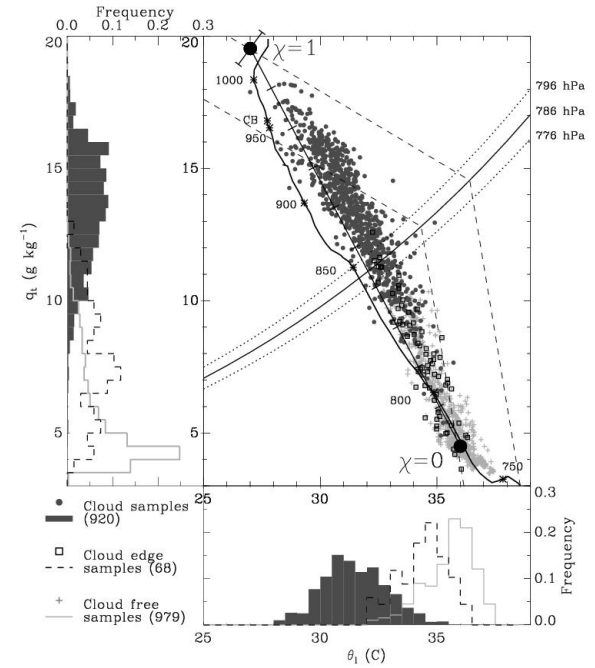 Frequency
0.0 0.1 0.2 0.3
20
15
10
5
q_t (g kg⁻¹)
χ=1
1000
CB
950
900
850
800
750
χ=0
796 hPa
786 hPa
776 hPa
20
15
10
5
25 30 35
Cloud samples
(920)
Cloud edge
samples (68)
Cloud free
samples (979)
0.3
0.2
0.1
0.0
Frequency
25 30 35
θ_l (C)